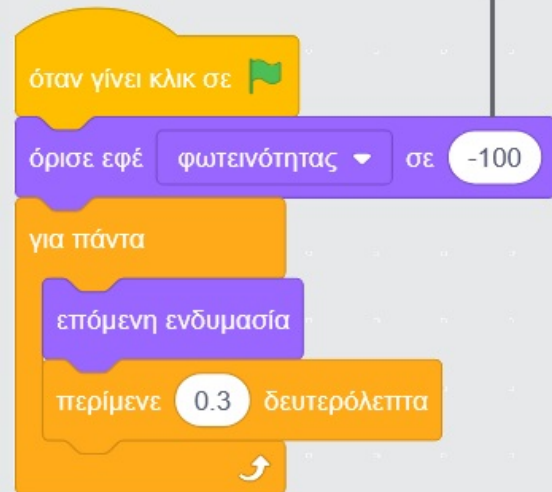 όταν γίνει κλικ σε
όρισε εφέ φωτεινότητας σε -100
για πάντα
επόμενη ενδυμασία
περίμενε 0.3 δευτερόλεπτα